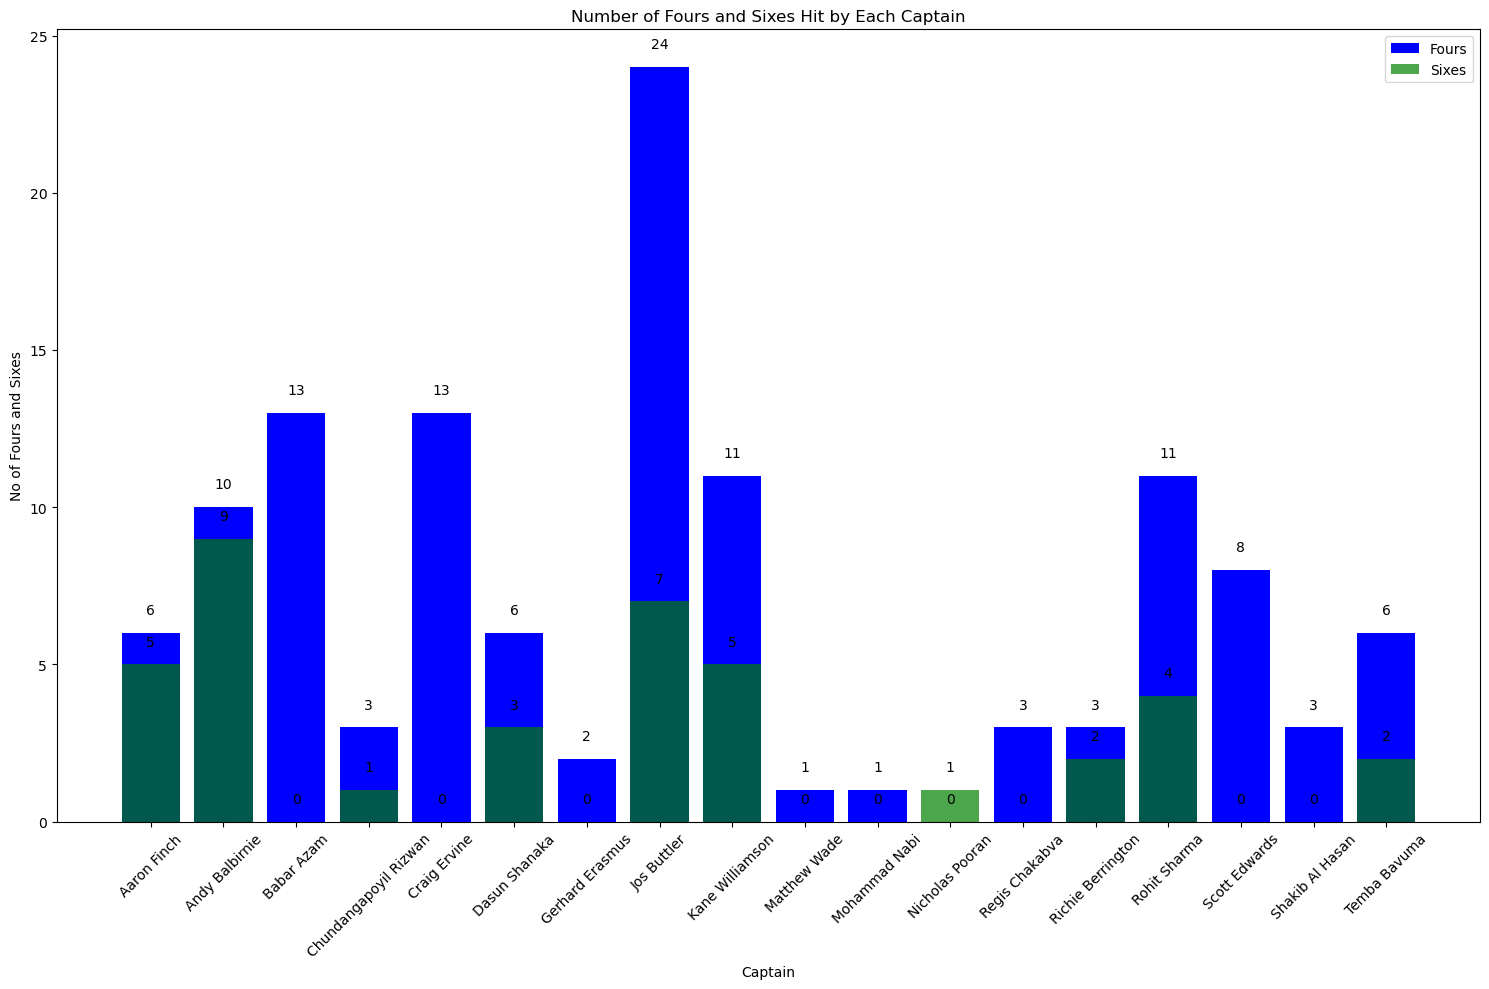 Number of Fours and Sixes Hit by Each Captain
Fours
Sixes
No of Fours and Sixes
25
20
15
10
5
0
6
10
13
3
13
6
2
24
11
1
1
0
3
3
11
8
3
6
5
9
0
1
0
3
0
7
5
0
0
1
0
2
4
0
0
2
Aaron Finch
Andy Balbirnie
Babar Azam
Chundangapoyil Rizwan
Craig Ervine
Dasun Shanaka
Gerhard Erasmus
Jos Buttler
Kane Williamson
Matthew Wade
Mohammad Nabi
Nicholas Pooran
Regis Chakabva
Richie Berrington
Rohit Sharma
Scott Edwards
Shakib Al Hasan
Temba Bavuma
Captain